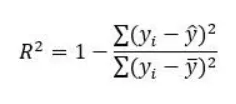 R² = 1 − Σ(yᵢ − ŷ)² / Σ(yᵢ − ȳ)²